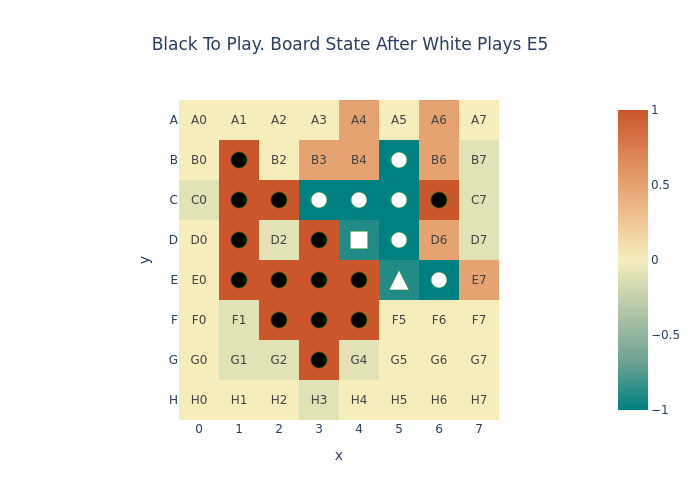 Black To Play. Board State After White Plays E5
A A0 A1 A2 A3 A4 A5 A6 A7
B B0 B2 B3 B4 B6 B7
C C0 C7
D D0 D2 D6 D7
E E0 E7
F F0 F1 F5 F6 F7
G G0 G1 G2 G4 G5 G6 G7
H H0 H1 H2 H3 H4 H5 H6 H7
0 1 2 3 4 5 6 7
x
y
1
0.5
0
−0.5
−1